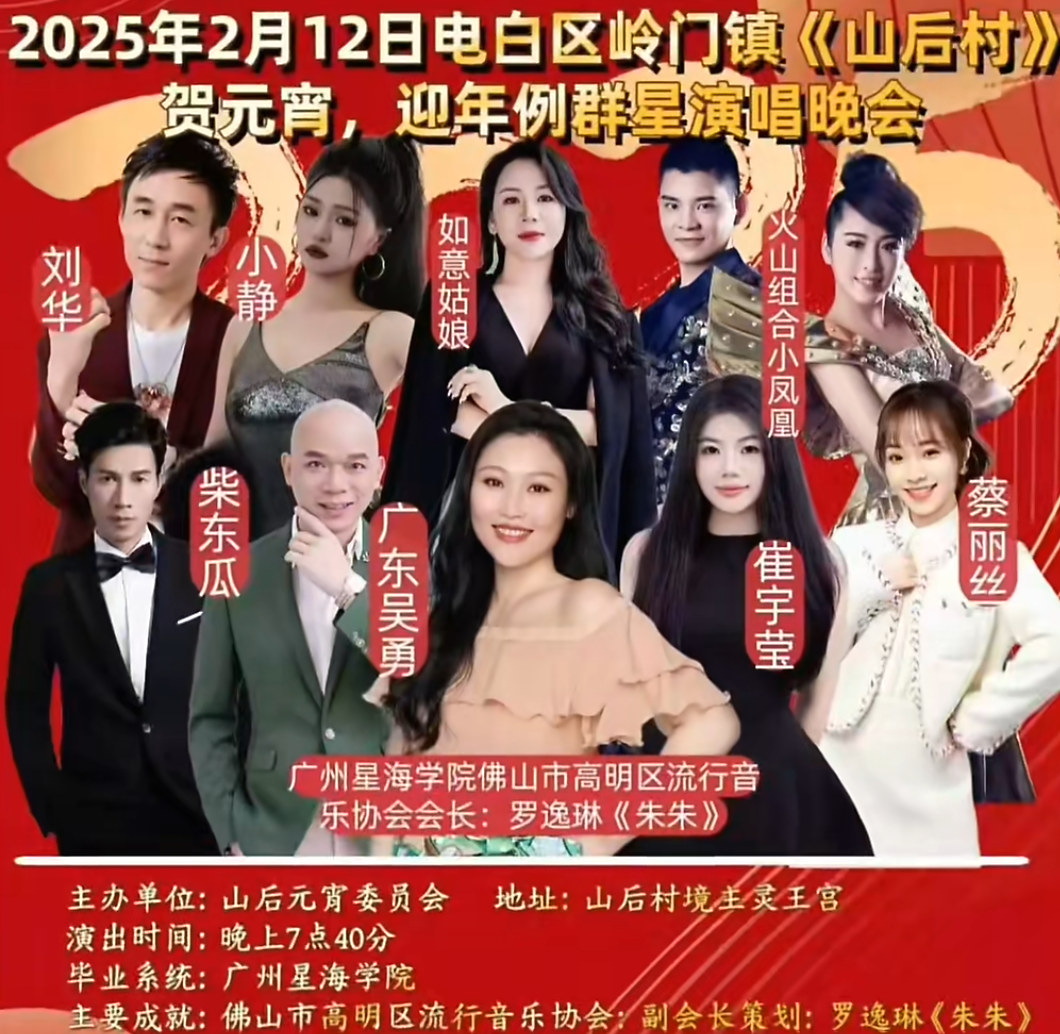 2025年2月12日电白区岭门镇《山后村》
贺元宵，迎年例群星演唱晚会
刘华
小静
如意姑娘
火山组合小凤凰
柴东瓜
广东吴勇
崔宇莹
蔡丽丝
广州星海学院佛山市高明区流行音
乐协会会长：罗逸琳《朱朱》
主办单位：山后元宵委员会 地址：山后村境主灵王宫
演出时间：晚上7点40分
毕业系统：广州星海学院
主要成就：佛山市高明区流行音乐协会：副会长策划：罗逸琳《朱朱》